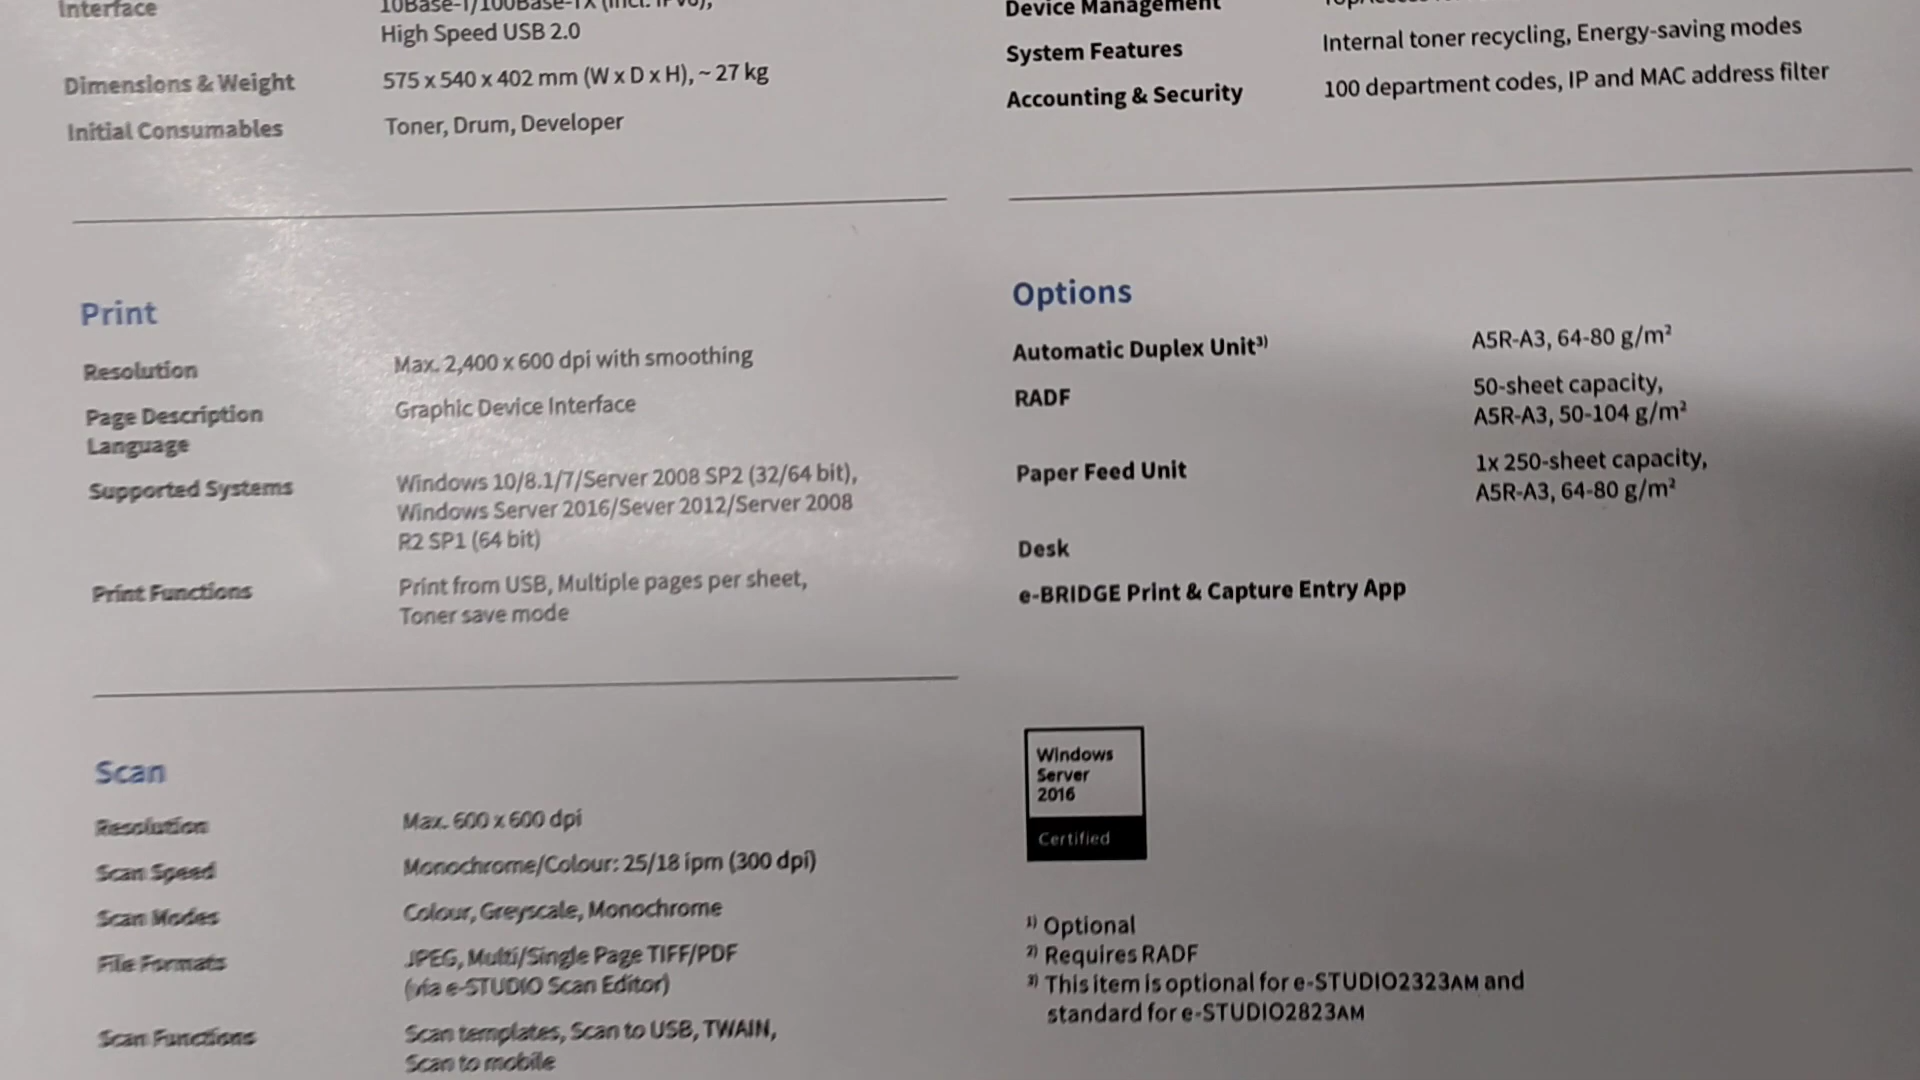 Interface
High Speed USB 2.0
Dimensions & Weight 575 x 540 x 402 mm (W x D x H), ~ 27 kg
Initial Consumables Toner, Drum, Developer
Print
Resolution Max. 2,400 x 600 dpi with smoothing
Page Description Graphic Device Interface
Language
Supported Systems Windows 10/8.1/7/Server 2008 SP2 (32/64 bit),
Windows Server 2016/Sever 2012/Server 2008
R2 SP1 (64 bit)
Print Functions Print from USB, Multiple pages per sheet,
Toner save mode
Scan
Resolution Max. 600 x 600 dpi
Scan Speed Monochrome/Colour: 25/18 ipm (300 dpi)
Scan Modes Colour, Greyscale, Monochrome
File Formats JPEG, Multi/Single Page TIFF/PDF
(via e-STUDIO Scan Editor)
Scan Functions Scan templates, Scan to USB, TWAIN,
Scan to mobile
Device Management
System Features Internal toner recycling, Energy-saving modes
Accounting & Security 100 department codes, IP and MAC address filter
Options
Automatic Duplex Unit³⁾ A5R-A3, 64-80 g/m²
RADF 50-sheet capacity,
A5R-A3, 50-104 g/m²
Paper Feed Unit 1x 250-sheet capacity,
A5R-A3, 64-80 g/m²
Desk
e-BRIDGE Print & Capture Entry App
Windows
Server
2016
Certified
¹⁾ Optional
²⁾ Requires RADF
³⁾ This item is optional for e-STUDIO2323AM and
standard for e-STUDIO2823AM